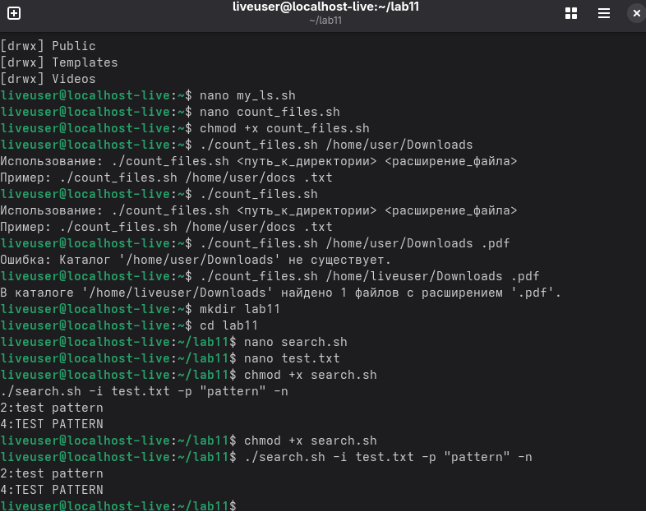 liveuser@localhost-live:~/lab11
~/lab11
[drwx] Public
[drwx] Templates
[drwx] Videos
liveuser@localhost-live:~$ nano my_ls.sh
liveuser@localhost-live:~$ nano count_files.sh
liveuser@localhost-live:~$ chmod +x count_files.sh
liveuser@localhost-live:~$ ./count_files.sh /home/user/Downloads
Использование: ./count_files.sh <путь_к_директории> <расширение_файла>
Пример: ./count_files.sh /home/user/docs .txt
liveuser@localhost-live:~$ ./count_files.sh
Использование: ./count_files.sh <путь_к_директории> <расширение_файла>
Пример: ./count_files.sh /home/user/docs .txt
liveuser@localhost-live:~$ ./count_files.sh /home/user/Downloads .pdf
Ошибка: Каталог '/home/user/Downloads' не существует.
liveuser@localhost-live:~$ ./count_files.sh /home/liveuser/Downloads .pdf
В каталоге '/home/liveuser/Downloads' найдено 1 файлов с расширением '.pdf'.
liveuser@localhost-live:~$ mkdir lab11
liveuser@localhost-live:~$ cd lab11
liveuser@localhost-live:~/lab11$ nano search.sh
liveuser@localhost-live:~/lab11$ nano test.txt
liveuser@localhost-live:~/lab11$ chmod +x search.sh
./search.sh -i test.txt -p "pattern" -n
2:test pattern
4:TEST PATTERN
liveuser@localhost-live:~/lab11$ chmod +x search.sh
liveuser@localhost-live:~/lab11$ ./search.sh -i test.txt -p "pattern" -n
2:test pattern
4:TEST PATTERN
liveuser@localhost-live:~/lab11$